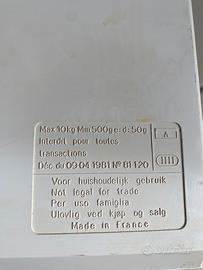 Max 10kg Min 500g e:d:50g
Interdit pour toutes
transactions
Déc du 09 04 1981 Nº 81 120
A
Voor huishoudelijk gebruik
Not legal for trade
Per uso famiglia
Ulovlig ved kjøp og salg
Made in France